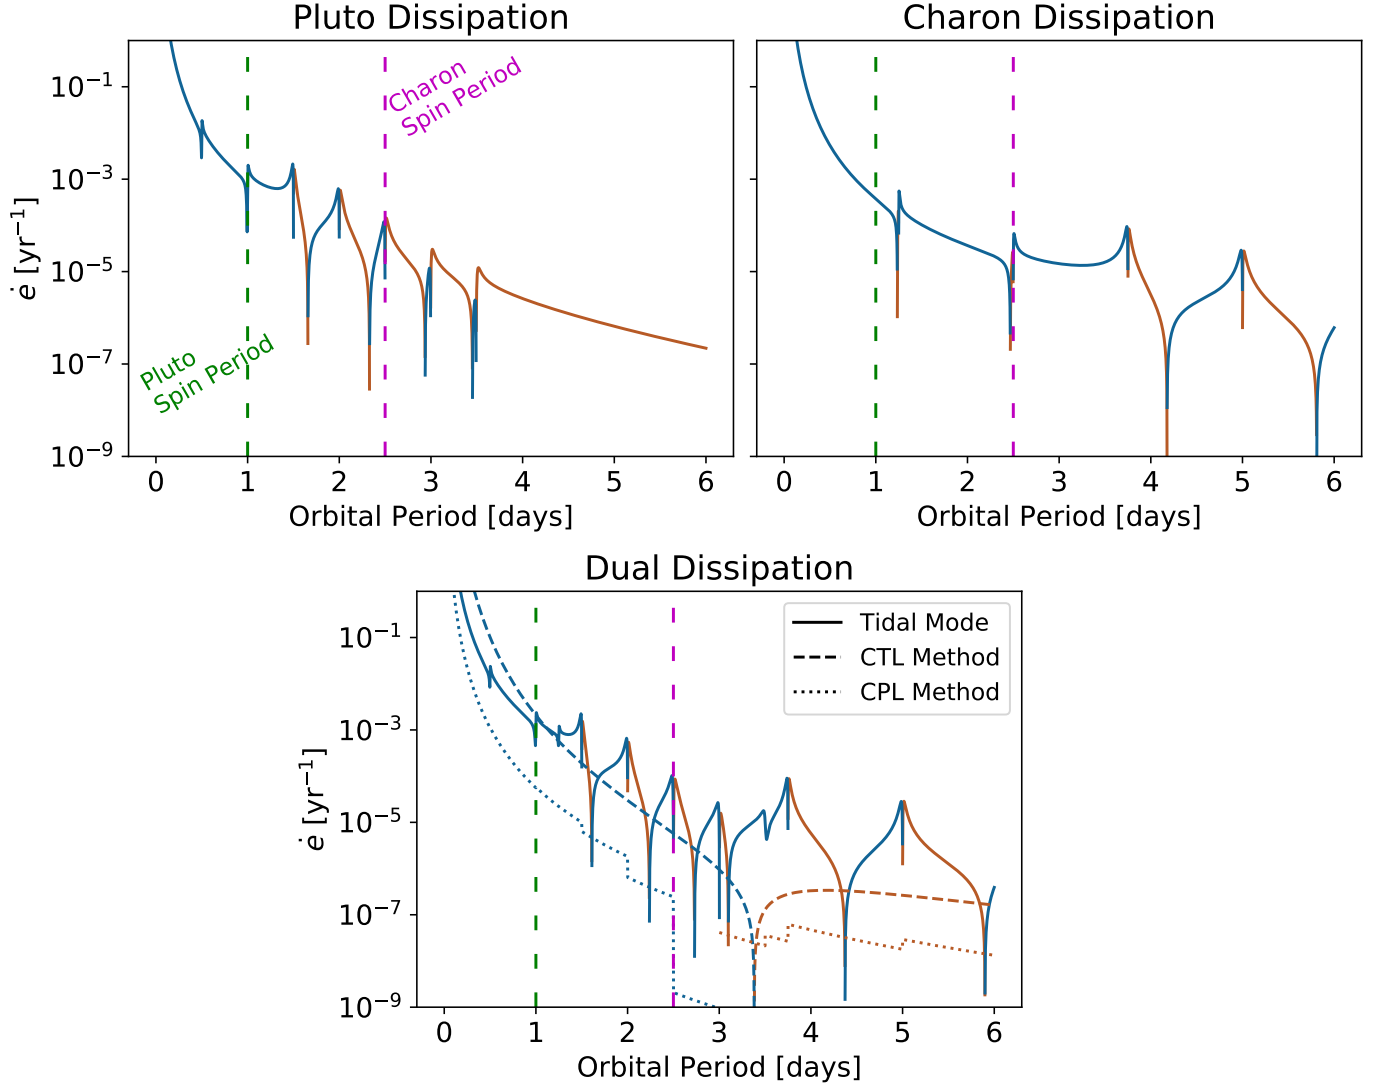 Pluto Dissipation
Charon Dissipation
10⁻¹
10⁻³
10⁻⁵
10⁻⁷
10⁻⁹
ė [yr⁻¹]
Charon
Spin Period
Pluto
Spin Period
0 1 2 3 4 5 6
Orbital Period [days]
0 1 2 3 4 5 6
Orbital Period [days]
Dual Dissipation
10⁻¹
10⁻³
10⁻⁵
10⁻⁷
10⁻⁹
ė [yr⁻¹]
Tidal Mode
CTL Method
CPL Method
0 1 2 3 4 5 6
Orbital Period [days]